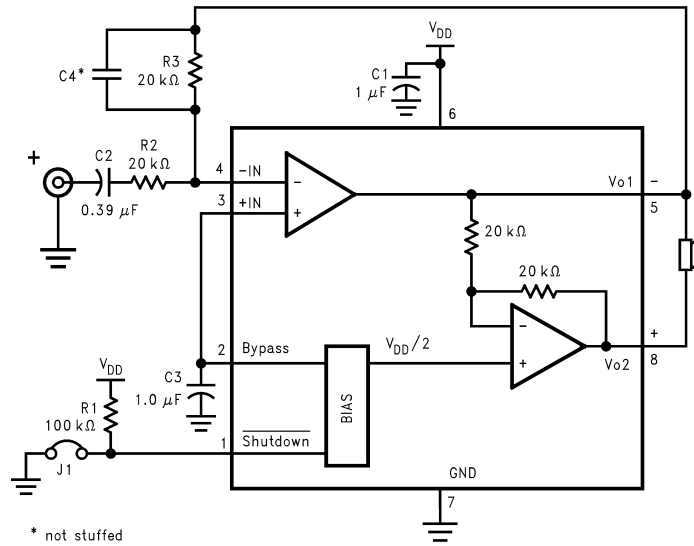 V_DD
C1
1 μF
6
C4*
R3
20 kΩ
+
C2
0.39 μF
R2
20 kΩ
4
-IN
3
+IN
-
+
Vo1
-
5
20 kΩ
20 kΩ
-
+
+
8
Vo2
2
Bypass
V_DD/2
C3
1.0 μF
BIAS
V_DD
R1
100 kΩ
J1
1
Shutdown
GND
7
* not stuffed